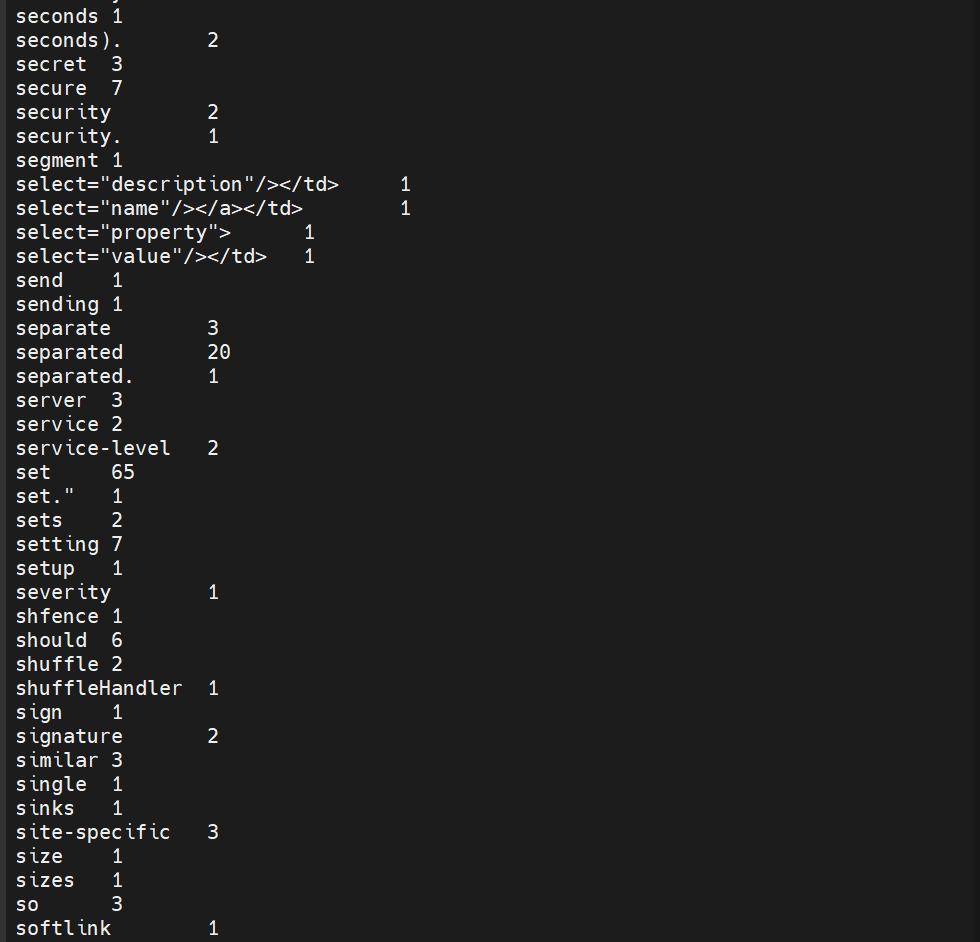 seconds 1
seconds).       2
secret  3
secure  7
security        2
security.       1
segment 1
select="description"/></td>     1
select="name"/></a></td>        1
select="property">      1
select="value"/></td>   1
send    1
sending 1
separate        3
separated       20
separated.      1
server  3
service 2
service-level   2
set     65
set."   1
sets    2
setting 7
setup   1
severity        1
shfence 1
should  6
shuffle 2
shuffleHandler  1
sign    1
signature       2
similar 3
single  1
sinks   1
site-specific   3
size    1
sizes   1
so      3
softlink        1